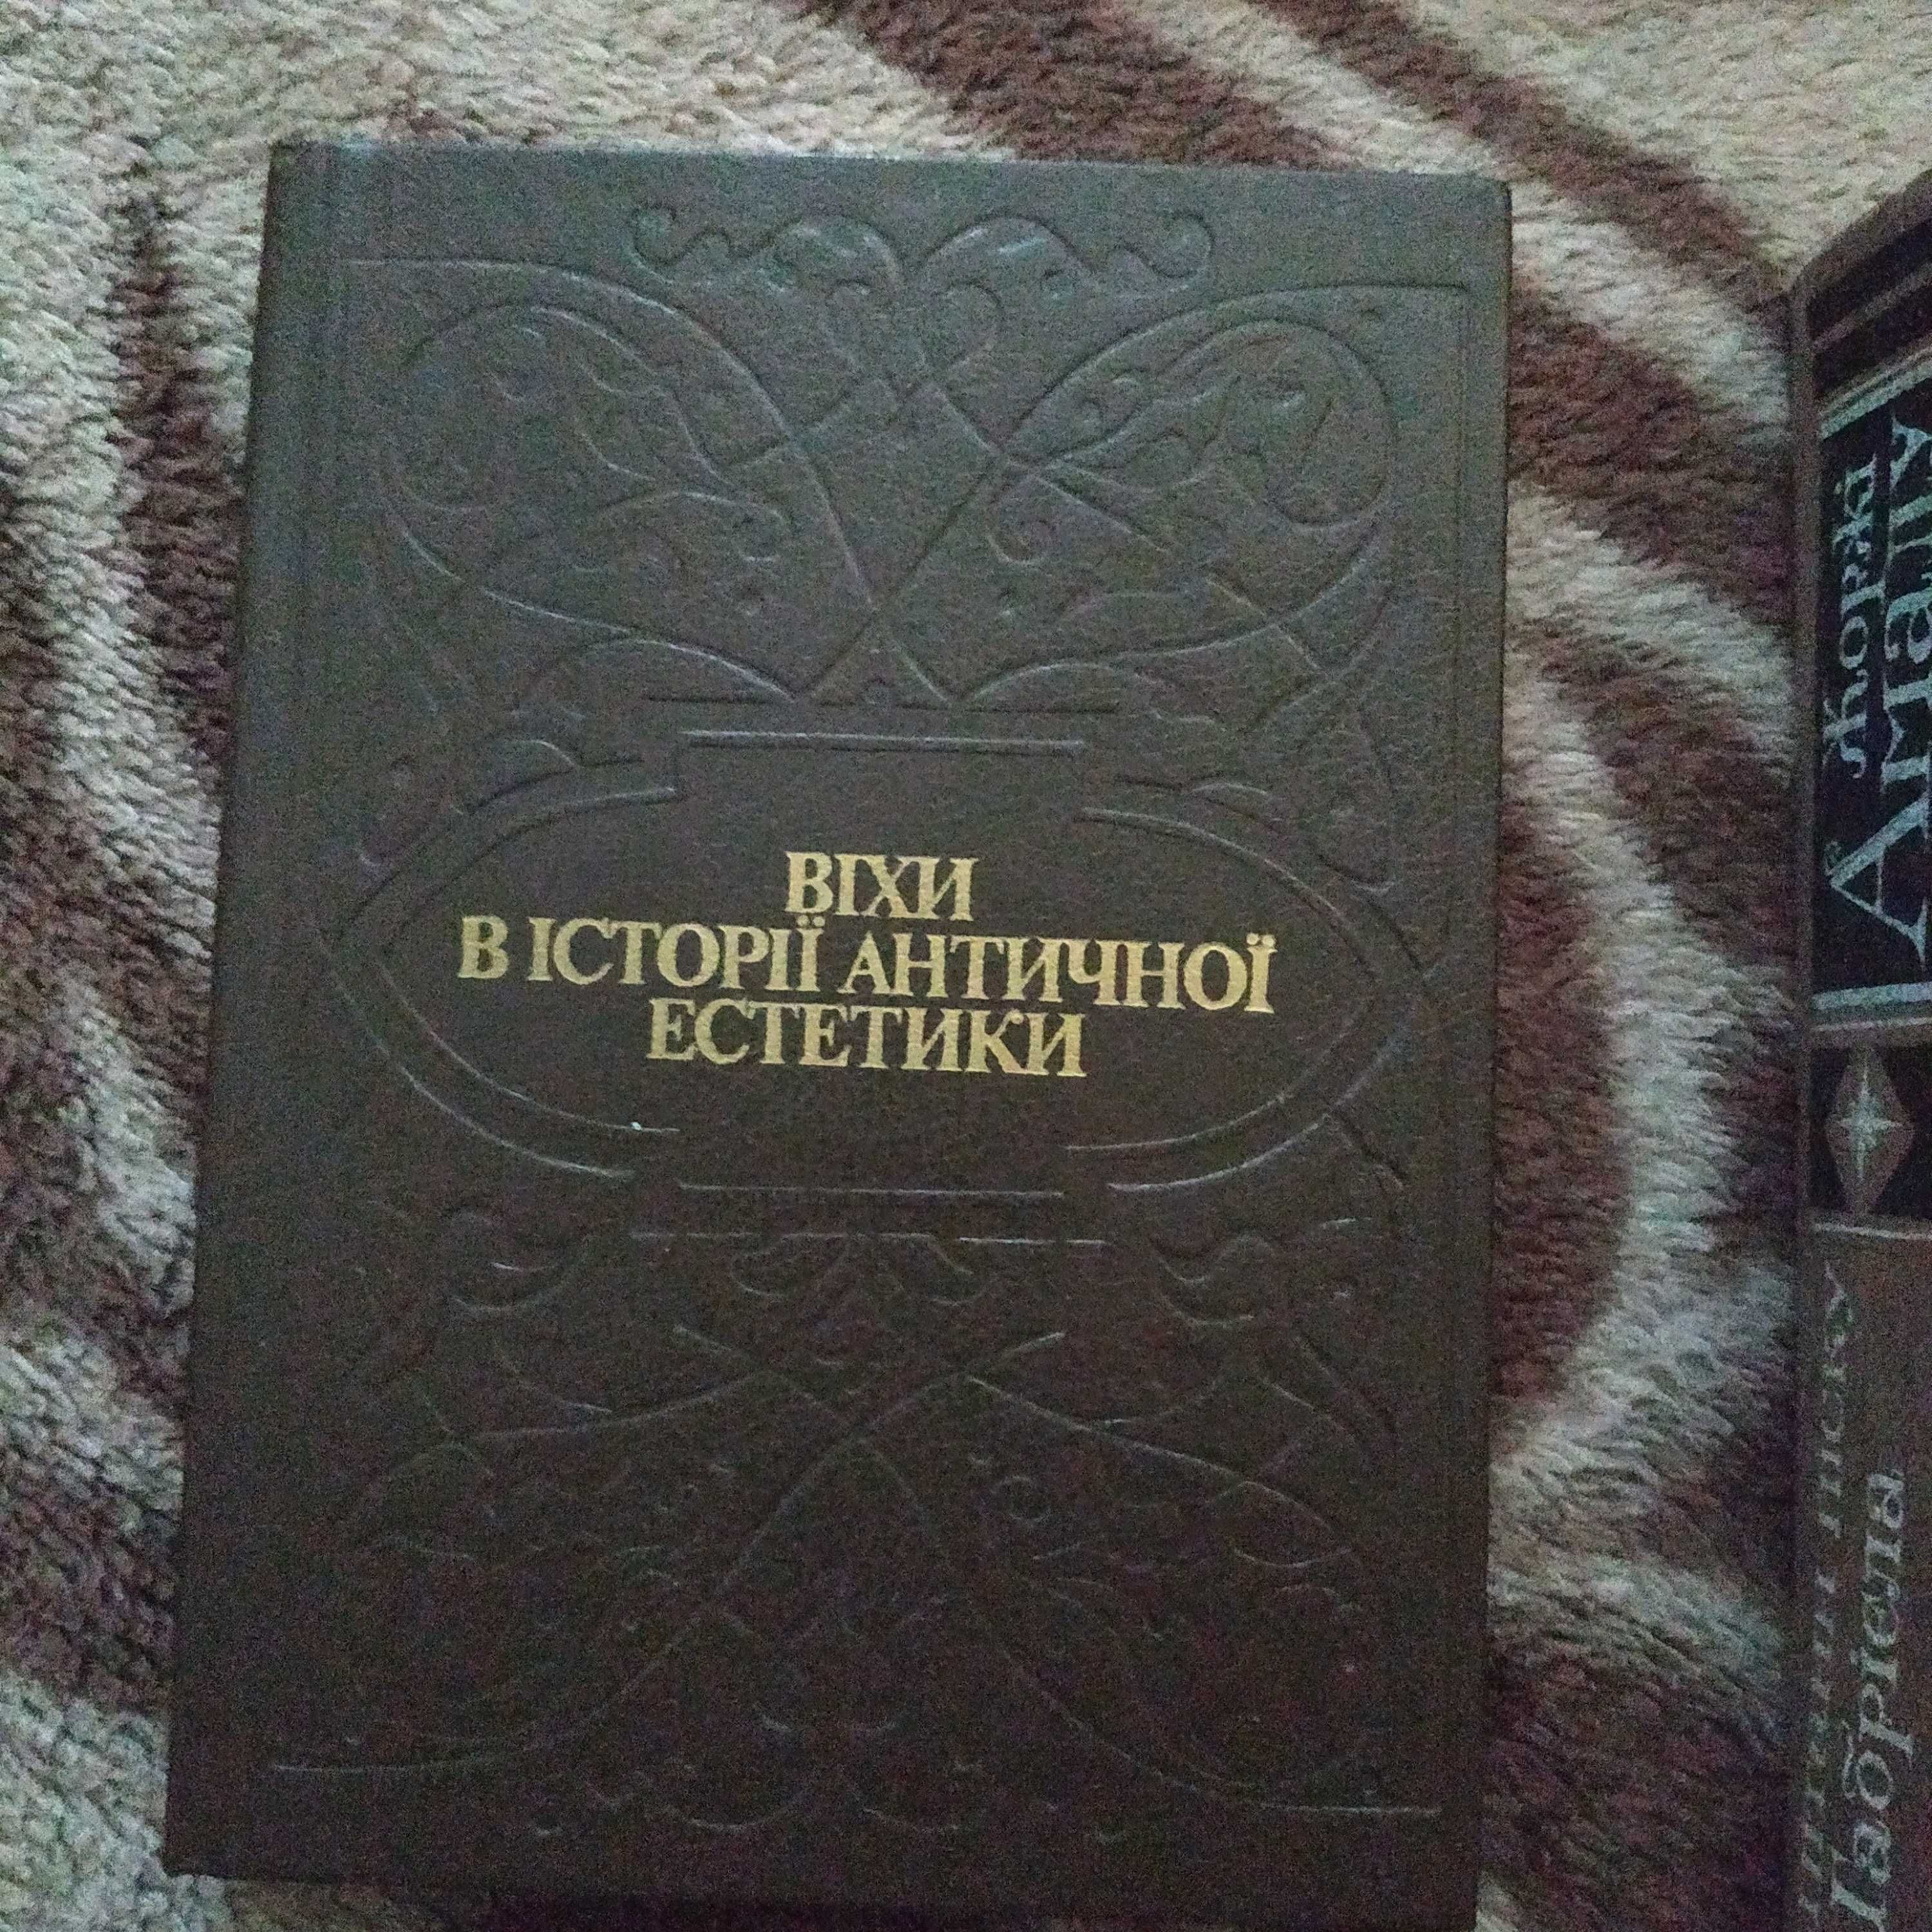 ВІХИ
В ІСТОРІЇ АНТИЧНОЇ
ЕСТЕТИКИ
Жоржі
Амаду
Габріела